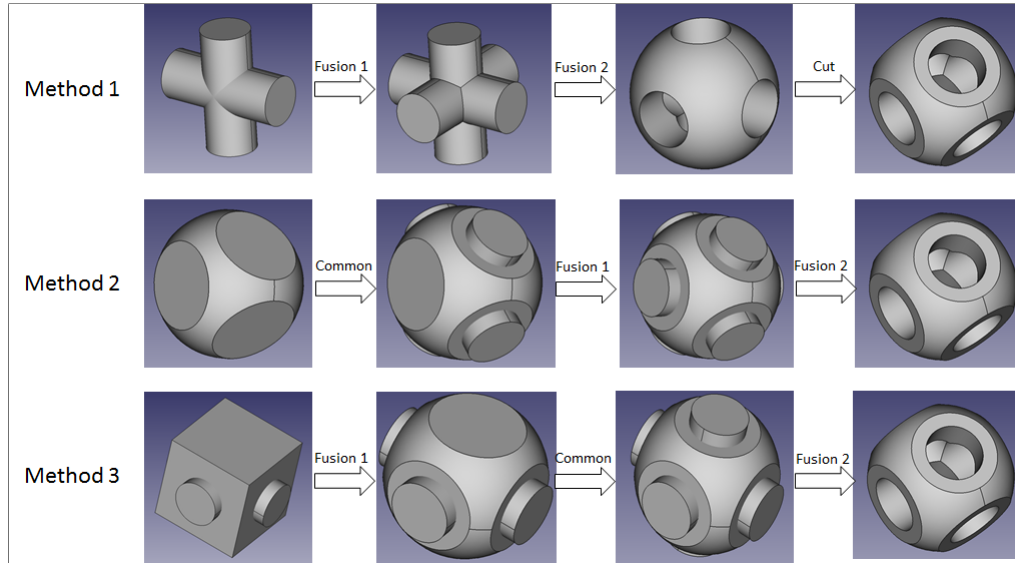 Method 1
Fusion 1
Fusion 2
Cut
Method 2
Common
Fusion 1
Fusion 2
Method 3
Fusion 1
Common
Fusion 2